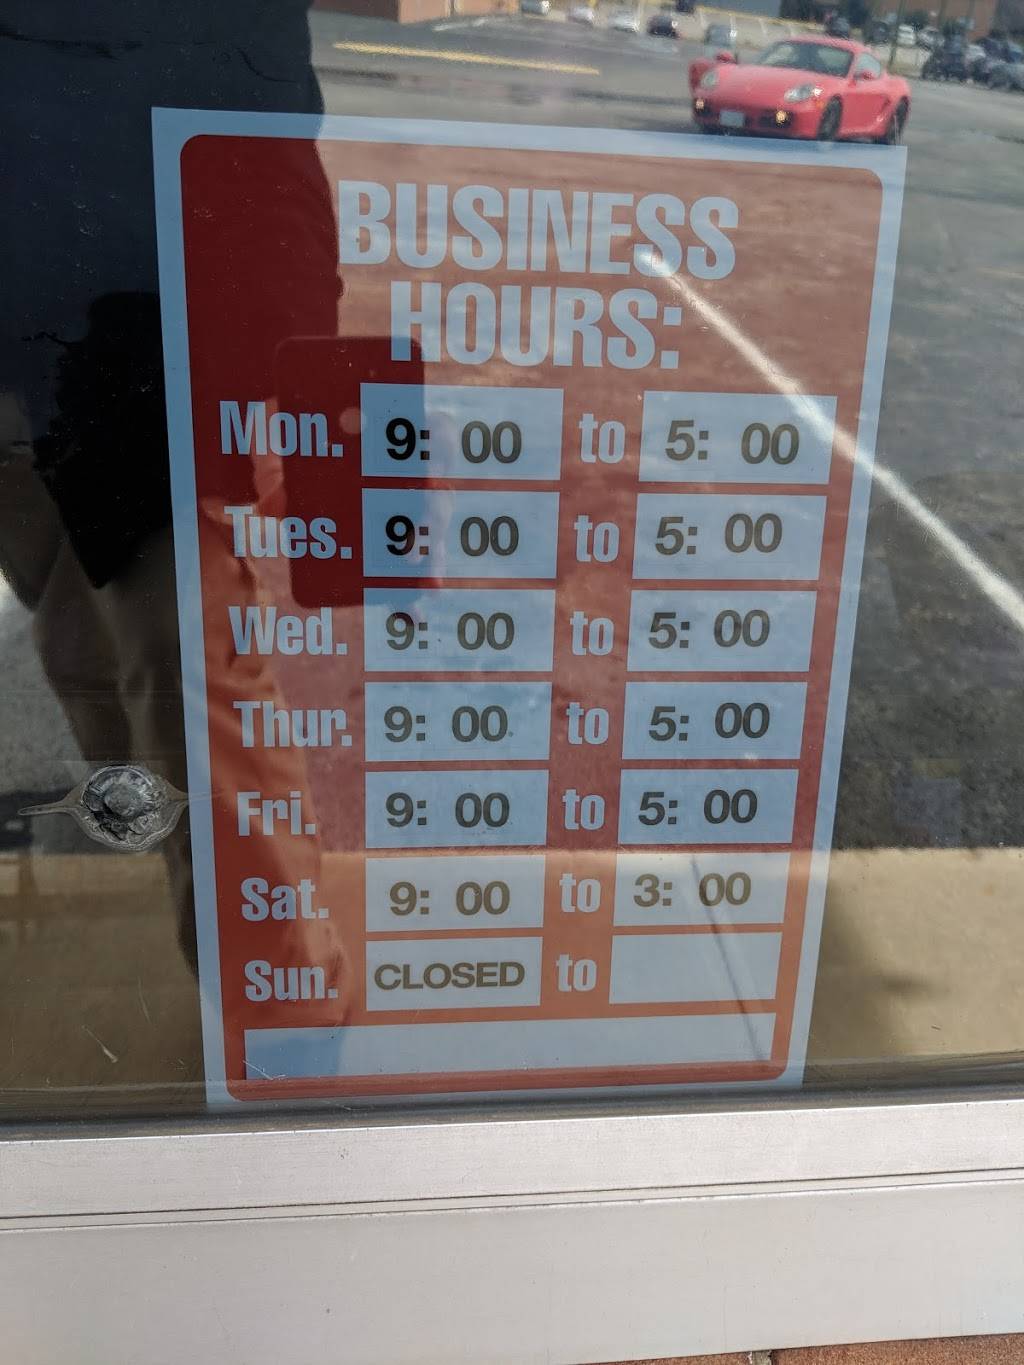 BUSINESS
HOURS:
Mon. 9: 00 to 5: 00
Tues. 9: 00 to 5: 00
Wed. 9: 00 to 5: 00
Thur. 9: 00 to 5: 00
Fri. 9: 00 to 5: 00
Sat. 9: 00 to 3: 00
Sun. CLOSED to